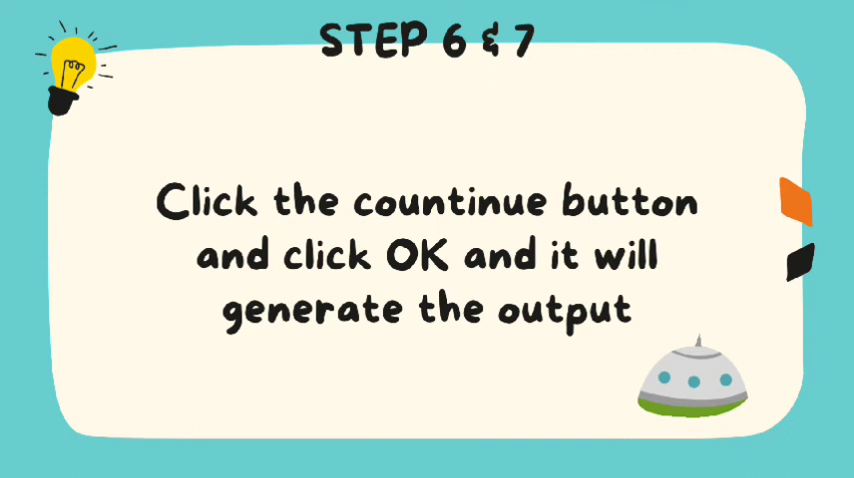 STEP 6 & 7
Click the countinue button
and click OK and it will
generate the output